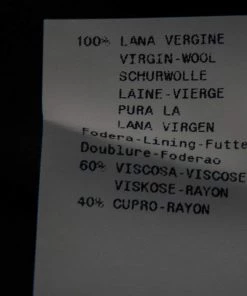 100% LANA VERGINE
VIRGIN-WOOL
SCHURWOLLE
LAINE-VIERGE
PURA LA
LANA VIRGEN
Fodera-Lining-Futte
Doublure-Foderao
60% VISCOSA-VISCOSE
VISKOSE-RAYON
40% CUPRO-RAYON